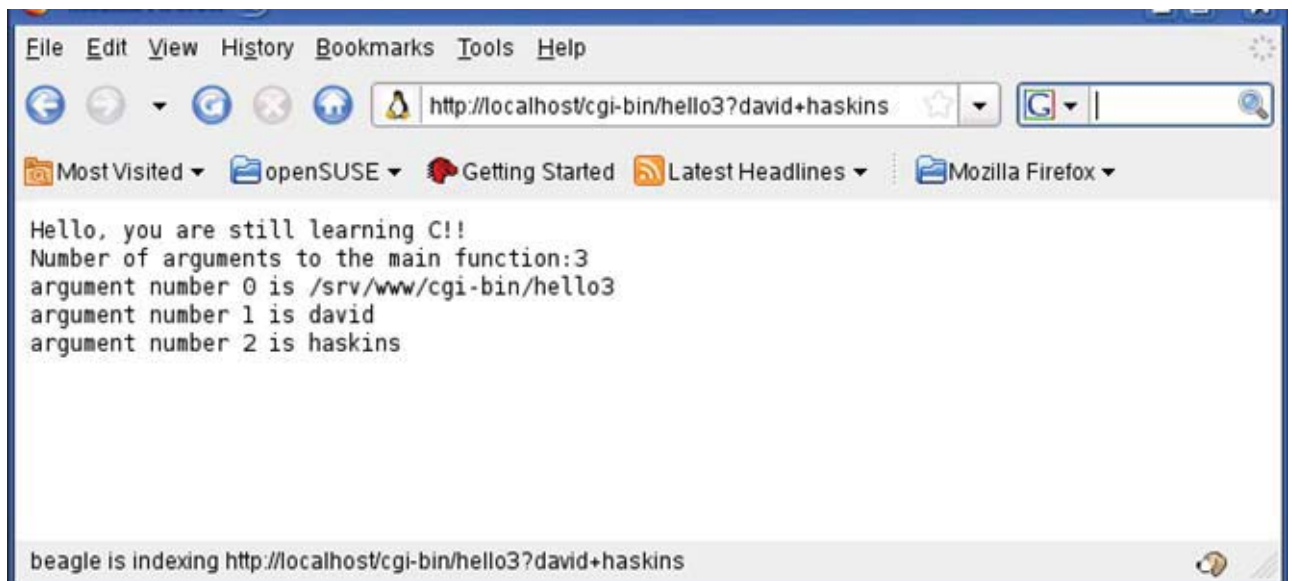 File Edit View History Bookmarks Tools Help
http://localhost/cgi-bin/hello3?david+haskins G
Most Visited openSUSE Getting Started Latest Headlines Mozilla Firefox
Hello, you are still learning C!!
Number of arguments to the main function:3
argument number 0 is /srv/www/cgi-bin/hello3
argument number 1 is david
argument number 2 is haskins
beagle is indexing http://localhost/cgi-bin/hello3?david+haskins